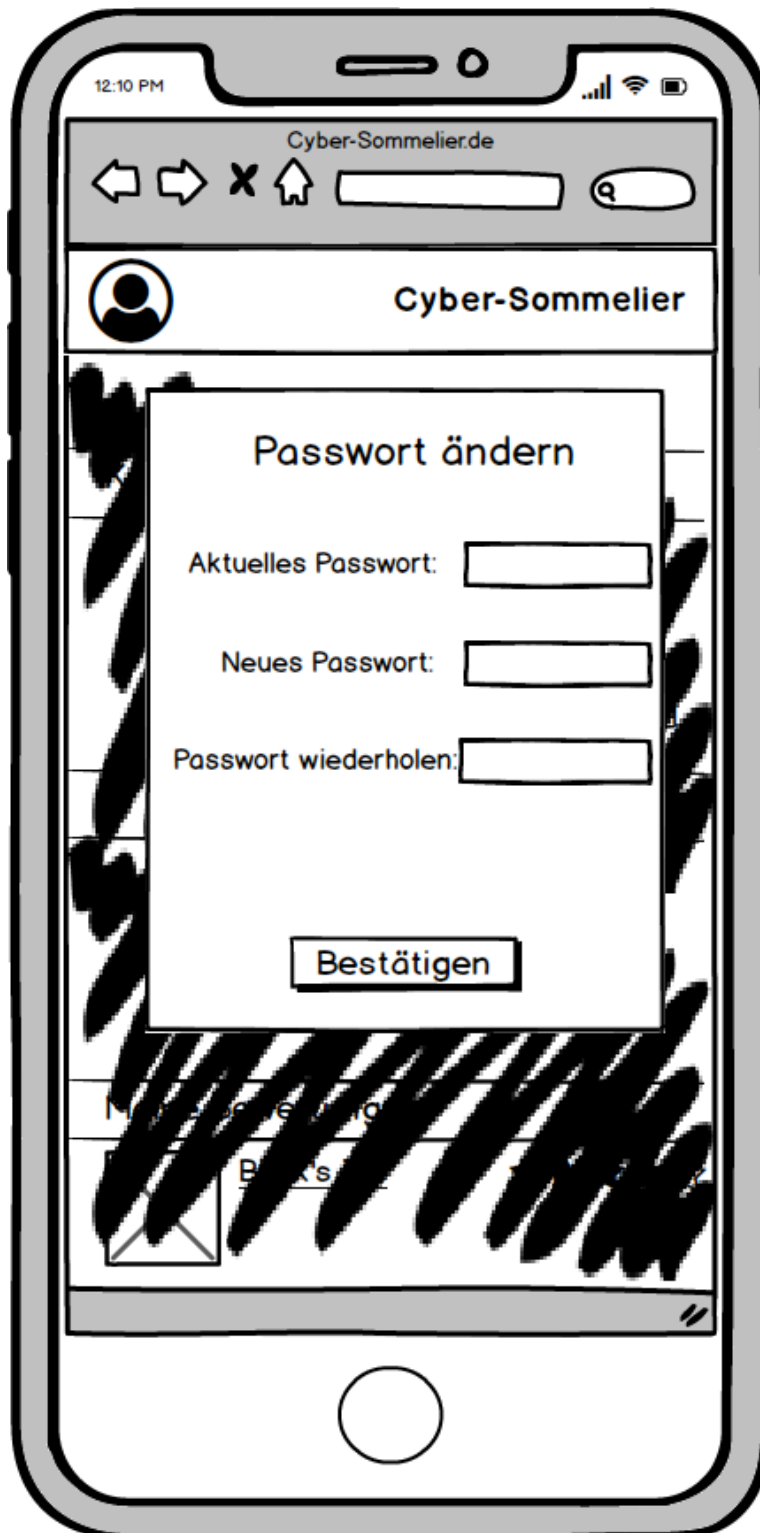 12:10 PM
Cyber-Sommelier.de
Cyber-Sommelier
Passwort ändern
Aktuelles Passwort:
Neues Passwort:
Passwort wiederholen:
Bestätigen